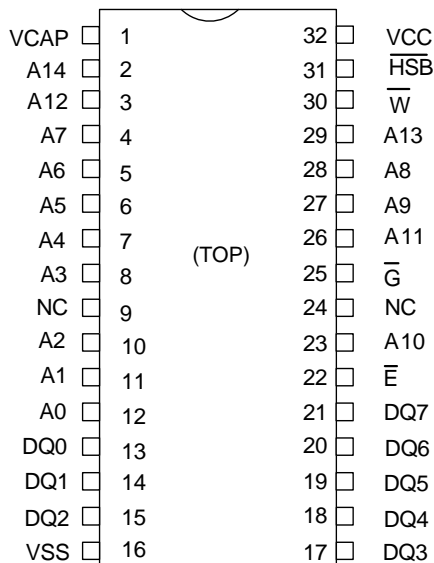 VCAP 1 32 VCC
A14 2 31 H̅S̅B̅
A12 3 30 W̅
A7 4 29 A13
A6 5 28 A8
A5 6 27 A9
A4 7 26 A11
(TOP)
A3 8 25 G̅
NC 9 24 NC
A2 10 23 A10
A1 11 22 E̅
A0 12 21 DQ7
DQ0 13 20 DQ6
DQ1 14 19 DQ5
DQ2 15 18 DQ4
VSS 16 17 DQ3